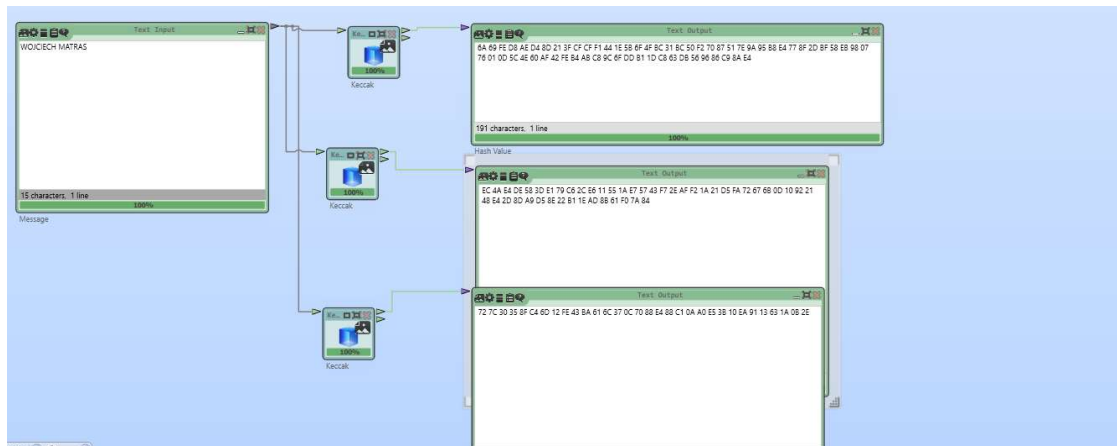 Text Input
WOJCIECH MATRAS
15 characters, 1 line
100%
Message
Ke...
100%
Keccak
Ke...
100%
Keccak
Ke...
100%
Keccak
Text Output
6A 69 FE D8 AE D4 8D 21 3F CF CF F1 44 1E 5B 6F 4F BC 31 BC 50 F2 70 87 51 7E 9A 95 B8 E4 77 8F 2D BF 58 EB 98 07
76 01 0D 5C 4E 60 AF 42 FE B4 AB C8 9C 6F DD B1 1D C8 63 DB 56 96 86 C9 8A E4
191 characters, 1 line
100%
Hash Value
Text Output
EC 4A E4 DE 58 3D E1 79 C6 2C E6 11 55 1A E7 57 43 F7 2E AF F2 1A 21 D5 FA 72 67 68 0D 10 92 21
48 E4 2D 8D A9 D5 8E 22 B1 1E AD 8B 61 F0 7A 84
Text Output
72 7C 30 35 8F C4 6D 12 FE 43 BA 61 6C 37 0C 70 88 E4 88 C1 0A A0 E5 3B 10 EA 91 13 63 1A 0B 2E